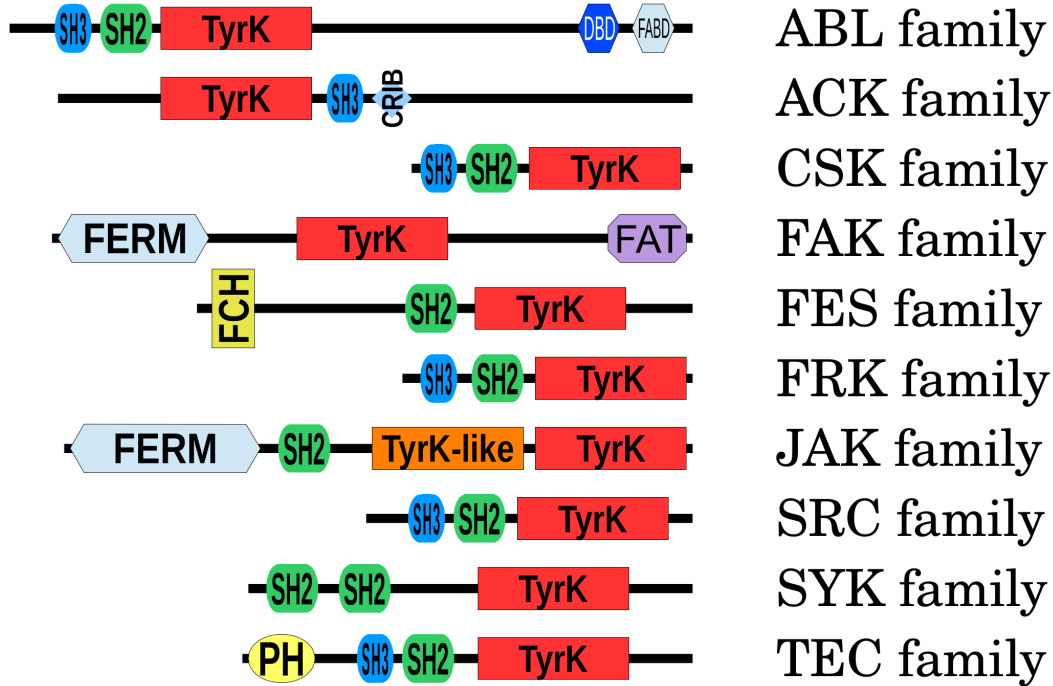 SH3 SH2 TyrK DBD FABD ABL family
TyrK SH3 CRIB ACK family
SH3 SH2 TyrK CSK family
FERM TyrK FAT FAK family
FCH SH2 TyrK FES family
SH3 SH2 TyrK FRK family
FERM SH2 TyrK-like TyrK JAK family
SH3 SH2 TyrK SRC family
SH2 SH2 TyrK SYK family
PH SH3 SH2 TyrK TEC family